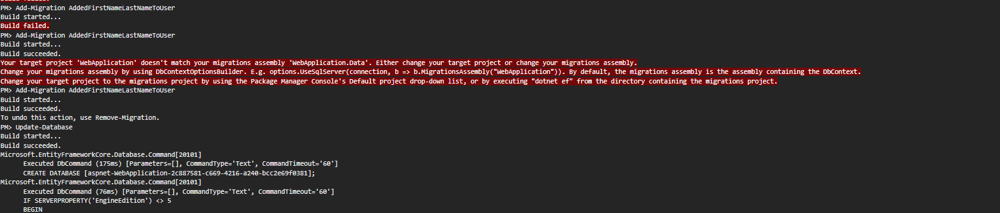 PM> Add-Migration AddedFirstNameLastNameToUser
Build started...
Build failed.
PM> Add-Migration AddedFirstNameLastNameToUser
Build started...
Build succeeded.
Your target project 'WebApplication' doesn't match your migrations assembly 'WebApplication.Data'. Either change your target project or change your migrations assembly.
Change your migrations assembly by using DbContextOptionsBuilder. E.g. options.UseSqlServer(connection, b => b.MigrationsAssembly("WebApplication")). By default, the migrations assembly is the assembly containing the DbContext.
Change your target project to the migrations project by using the Package Manager Console's Default project drop-down list, or by executing "dotnet ef" from the directory containing the migrations project.
PM> Add-Migration AddedFirstNameLastNameToUser
Build started...
Build succeeded.
To undo this action, use Remove-Migration.
PM> Update-Database
Build started...
Build succeeded.
Microsoft.EntityFrameworkCore.Database.Command[20101]
      Executed DbCommand (175ms) [Parameters=[], CommandType='Text', CommandTimeout='60']
      CREATE DATABASE [aspnet-WebApplication-2c887581-c669-4216-a240-bcc2e69f0381];
Microsoft.EntityFrameworkCore.Database.Command[20101]
      Executed DbCommand (76ms) [Parameters=[], CommandType='Text', CommandTimeout='60']
      IF SERVERPROPERTY('EngineEdition') <> 5
      BEGIN